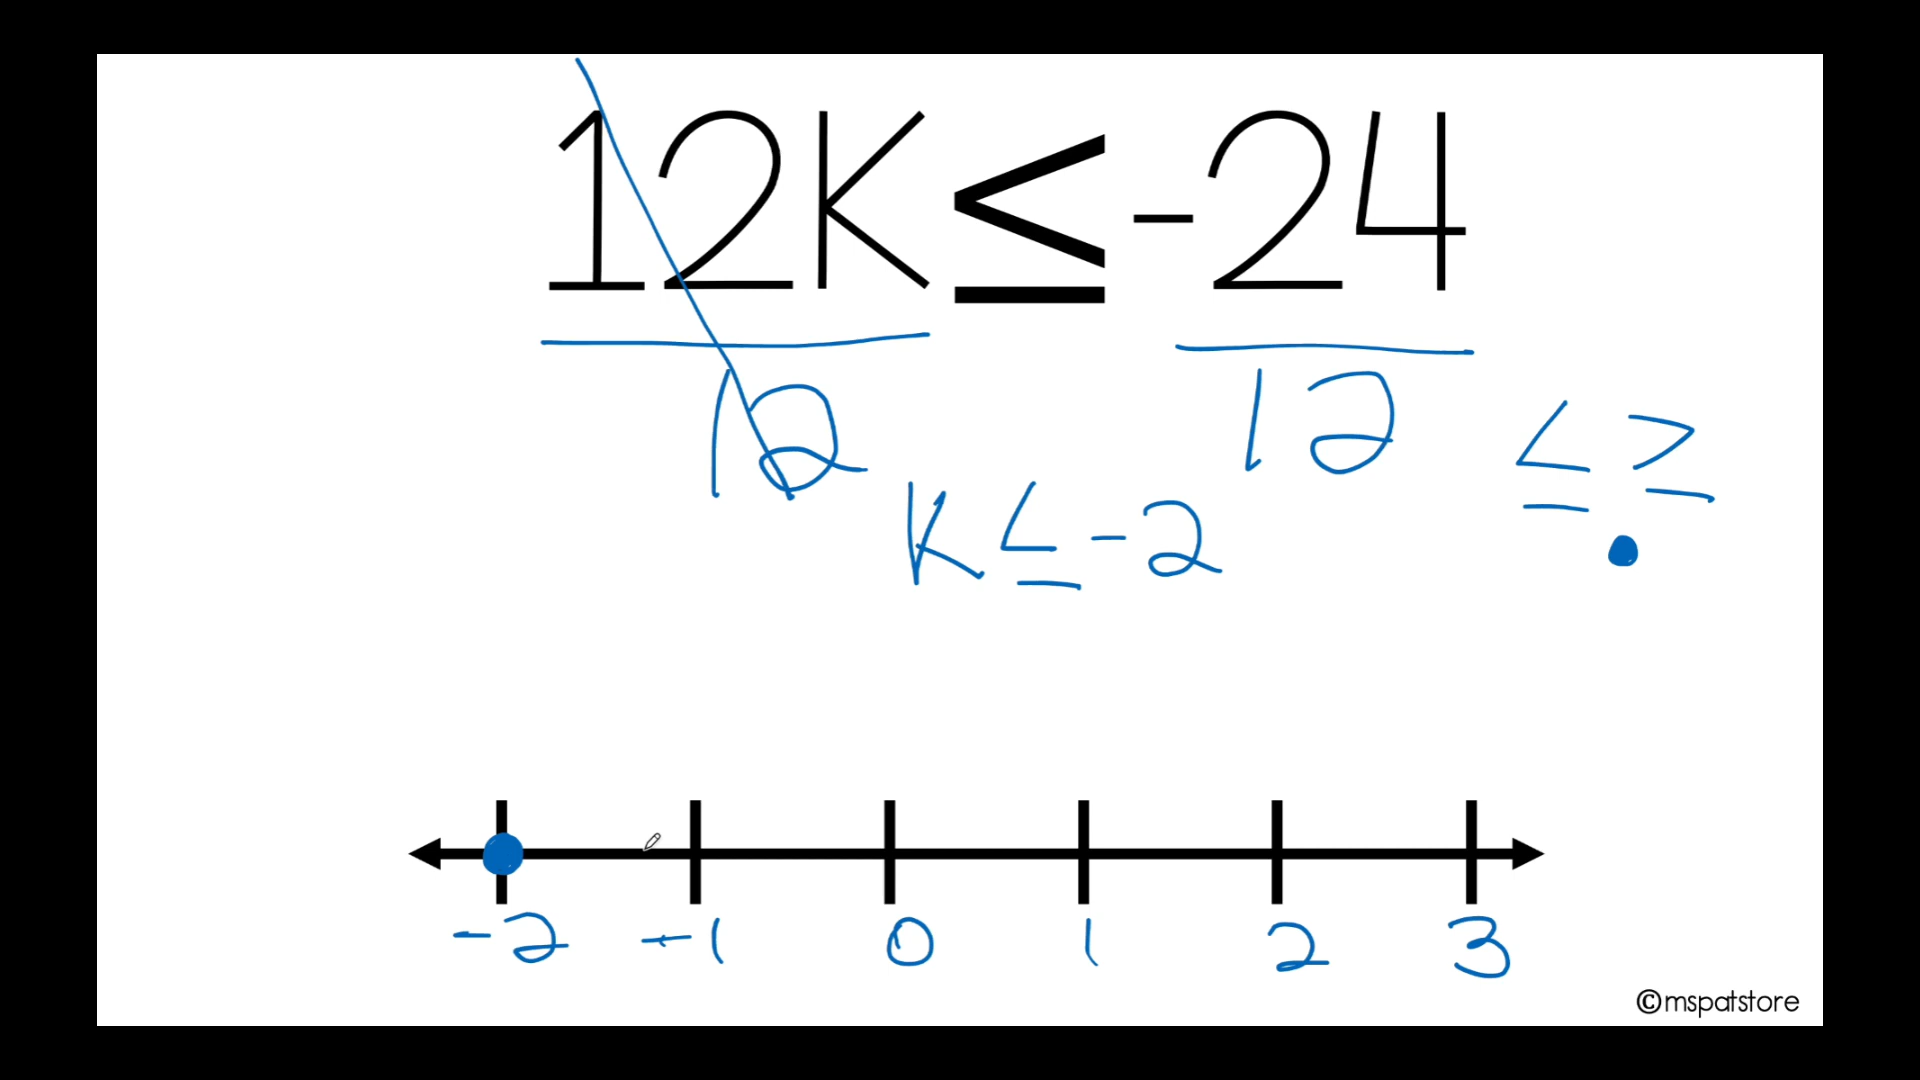 12K≤-24
12 12
≤ ≥
K ≤ -2
-2 -1 0 1 2 3
©mspatstore